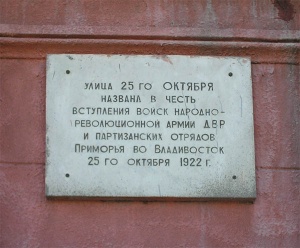 УЛИЦА 25 ГО ОКТЯБРЯ
НАЗВАНА В ЧЕСТЬ
ВСТУПЛЕНИЯ ВОЙСК НАРОДНО-
РЕВОЛЮЦИОННОЙ АРМИИ ДВР
И ПАРТИЗАНСКИХ ОТРЯДОВ
ПРИМОРЬЯ ВО ВЛАДИВОСТОК
25 ГО ОКТЯБРЯ 1922 Г.